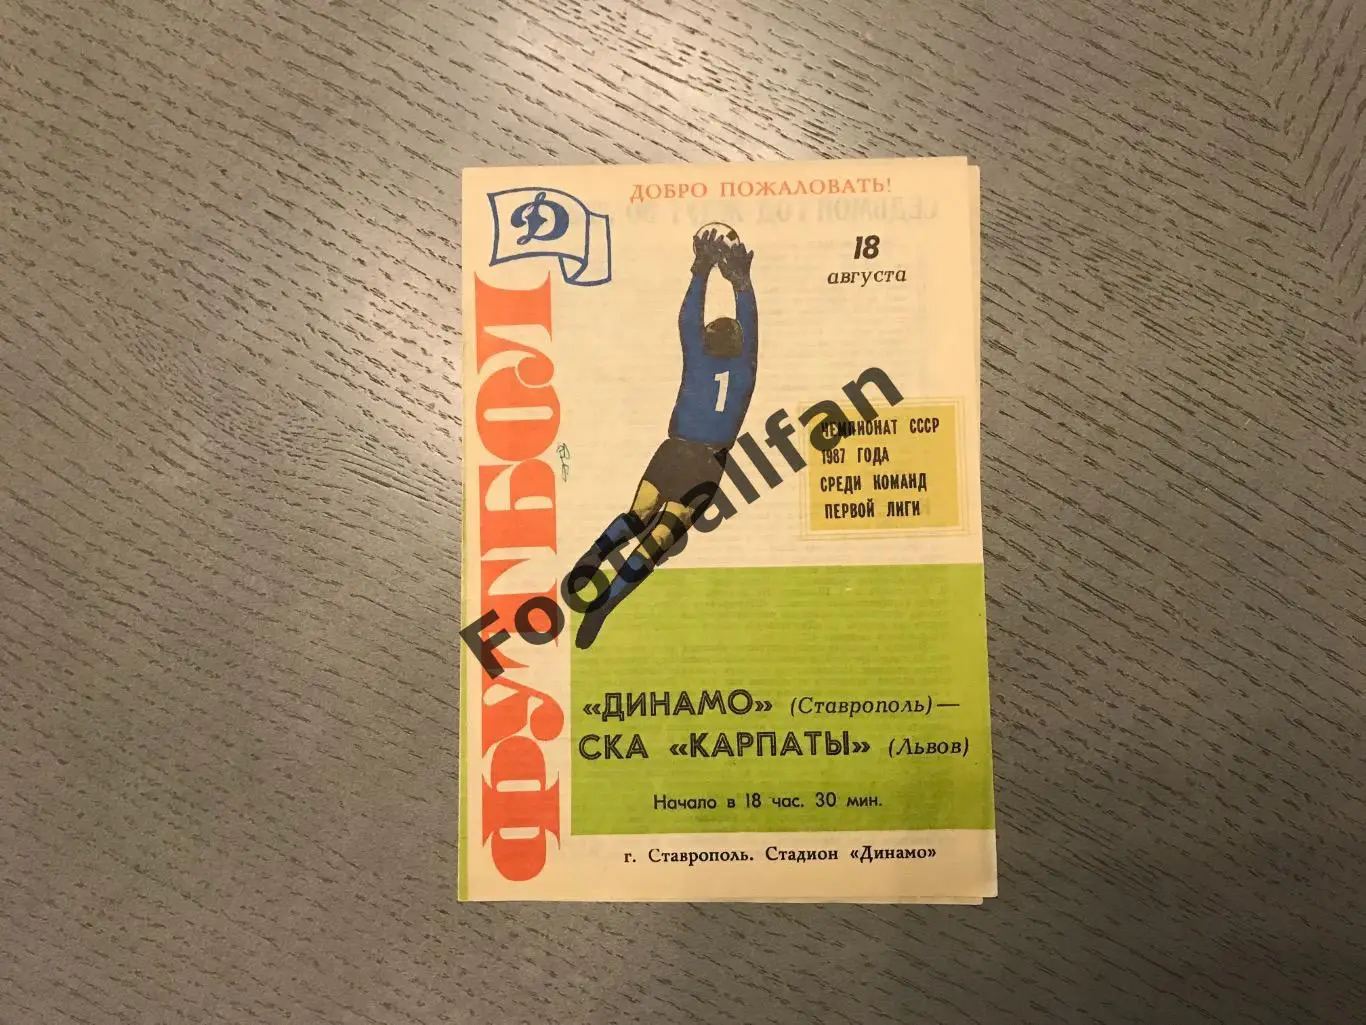 ДОБРО ПОЖАЛОВАТЬ!
Д
18
августа
ФУТБОЛ
1
ЧЕМПИОНАТ СССР
1987 ГОДА
СРЕДИ КОМАНД
ПЕРВОЙ ЛИГИ
Footballfan
«ДИНАМО» (Ставрополь) —
СКА «КАРПАТЫ» (Львов)
Начало в 18 час. 30 мин.
г. Ставрополь. Стадион «Динамо»